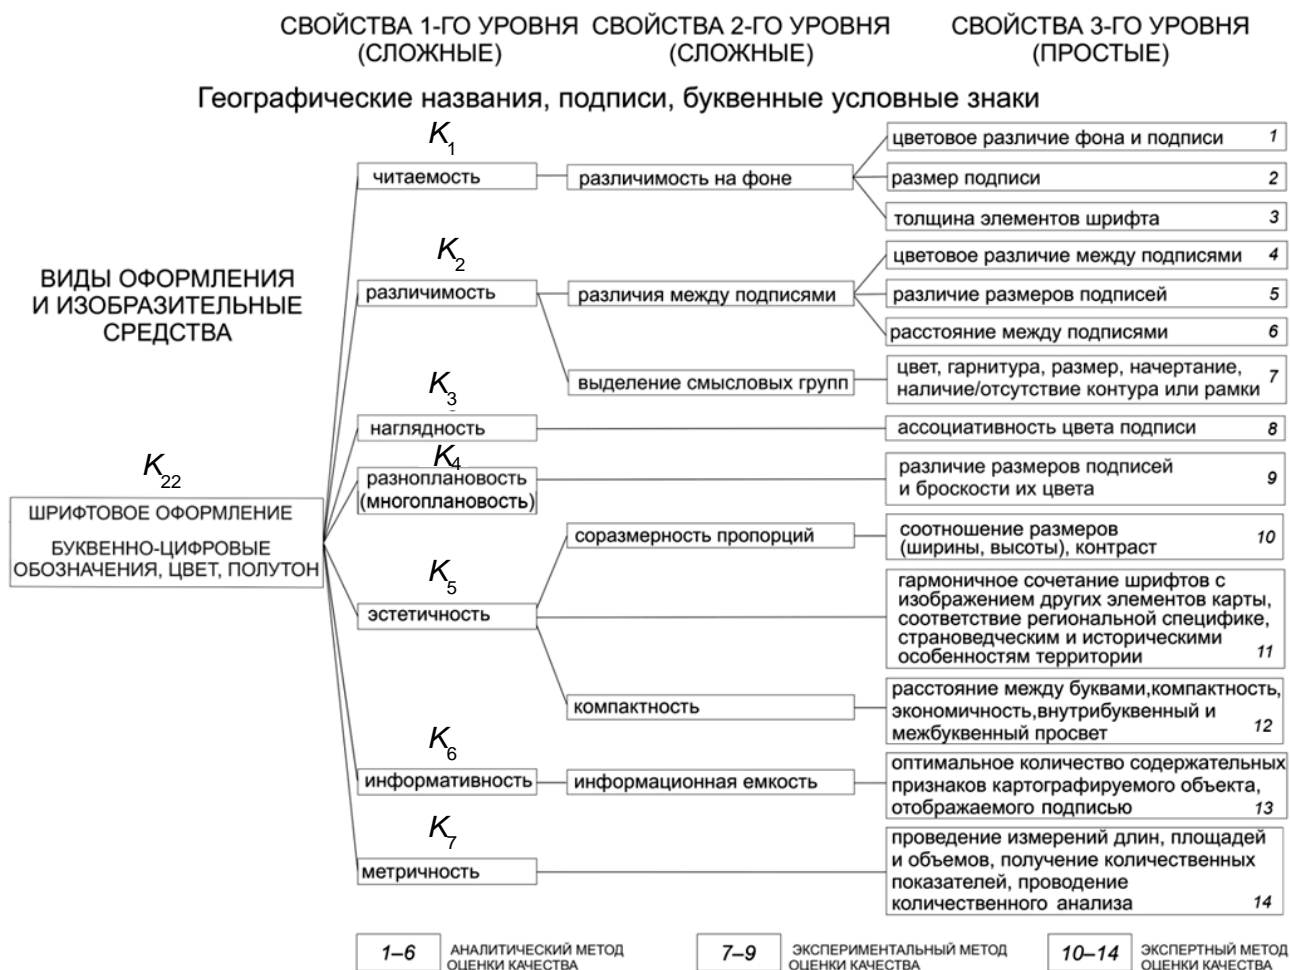 СВОЙСТВА 1-ГО УРОВНЯ
(СЛОЖНЫЕ)
СВОЙСТВА 2-ГО УРОВНЯ
(СЛОЖНЫЕ)
СВОЙСТВА 3-ГО УРОВНЯ
(ПРОСТЫЕ)
Географические названия, подписи, буквенные условные знаки
ВИДЫ ОФОРМЛЕНИЯ
И ИЗОБРАЗИТЕЛЬНЫЕ
СРЕДСТВА
K22
ШРИФТОВОЕ ОФОРМЛЕНИЕ
БУКВЕННО-ЦИФРОВЫЕ
ОБОЗНАЧЕНИЯ, ЦВЕТ, ПОЛУТОН
K1
читаемость
различимость на фоне
цветовое различие фона и подписи 1
размер подписи 2
толщина элементов шрифта 3
K2
различимость
различия между подписями
цветовое различие между подписями 4
различие размеров подписей 5
расстояние между подписями 6
выделение смысловых групп
цвет, гарнитура, размер, начертание,
наличие/отсутствие контура или рамки 7
K3
наглядность
ассоциативность цвета подписи 8
K4
разноплановость
(многоплановость)
различие размеров подписей
и броскости их цвета 9
K5
эстетичность
соразмерность пропорций
соотношение размеров
(ширины, высоты), контраст 10
гармоничное сочетание шрифтов с
изображением других элементов карты,
соответствие региональной специфике,
страноведческим и историческими
особенностям территории 11
компактность
расстояние между буквами,компактность,
экономичность,внутрибуквенный и
межбуквенный просвет 12
K6
информативность
информационная емкость
оптимальное количество содержательных
признаков картографируемого объекта,
отображаемого подписью 13
K7
метричность
проведение измерений длин, площадей
и объемов, получение количественных
показателей, проводение
количественного анализа 14
1–6 АНАЛИТИЧЕСКИЙ МЕТОД
ОЦЕНКИ КАЧЕСТВА
7–9 ЭКСПЕРИМЕНТАЛЬНЫЙ МЕТОД
ОЦЕНКИ КАЧЕСТВА
10–14 ЭКСПЕРТНЫЙ МЕТОД
ОЦЕНКИ КАЧЕСТВА